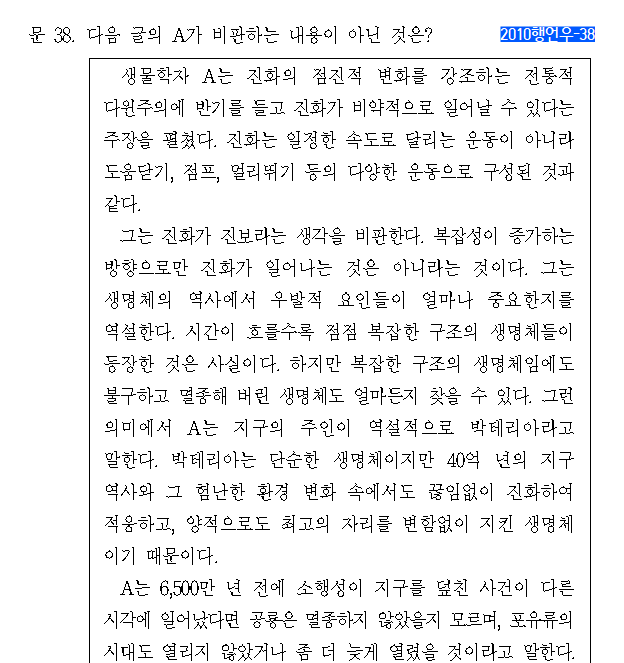 문 38. 다음 글의 A가 비판하는 내용이 아닌 것은? 2010행언우-38
생물학자 A는 진화의 점진적 변화를 강조하는 전통적
다윈주의에 반기를 들고 진화가 비약적으로 일어날 수 있다는
주장을 펼쳤다. 진화는 일정한 속도로 달리는 운동이 아니라
도움닫기, 점프, 멀리뛰기 등의 다양한 운동으로 구성된 것과
같다.
그는 진화가 진보라는 생각을 비판한다. 복잡성이 증가하는
방향으로만 진화가 일어나는 것은 아니라는 것이다. 그는
생명체의 역사에서 우발적 요인들이 얼마나 중요한지를
역설한다. 시간이 흐를수록 점점 복잡한 구조의 생명체들이
등장한 것은 사실이다. 하지만 복잡한 구조의 생명체임에도
불구하고 멸종해 버린 생명체도 얼마든지 찾을 수 있다. 그런
의미에서 A는 지구의 주인이 역설적으로 박테리아라고
말한다. 박테리아는 단순한 생명체이지만 40억 년의 지구
역사와 그 험난한 환경 변화 속에서도 끊임없이 진화하여
적응하고, 양적으로도 최고의 자리를 변함없이 지킨 생명체
이기 때문이다.
A는 6,500만 년 전에 소행성이 지구를 덮친 사건이 다른
시각에 일어났다면 공룡은 멸종하지 않았을지 모르며, 포유류의
시대도 열리지 않았거나 좀 더 늦게 열렸을 것이라고 말한다.